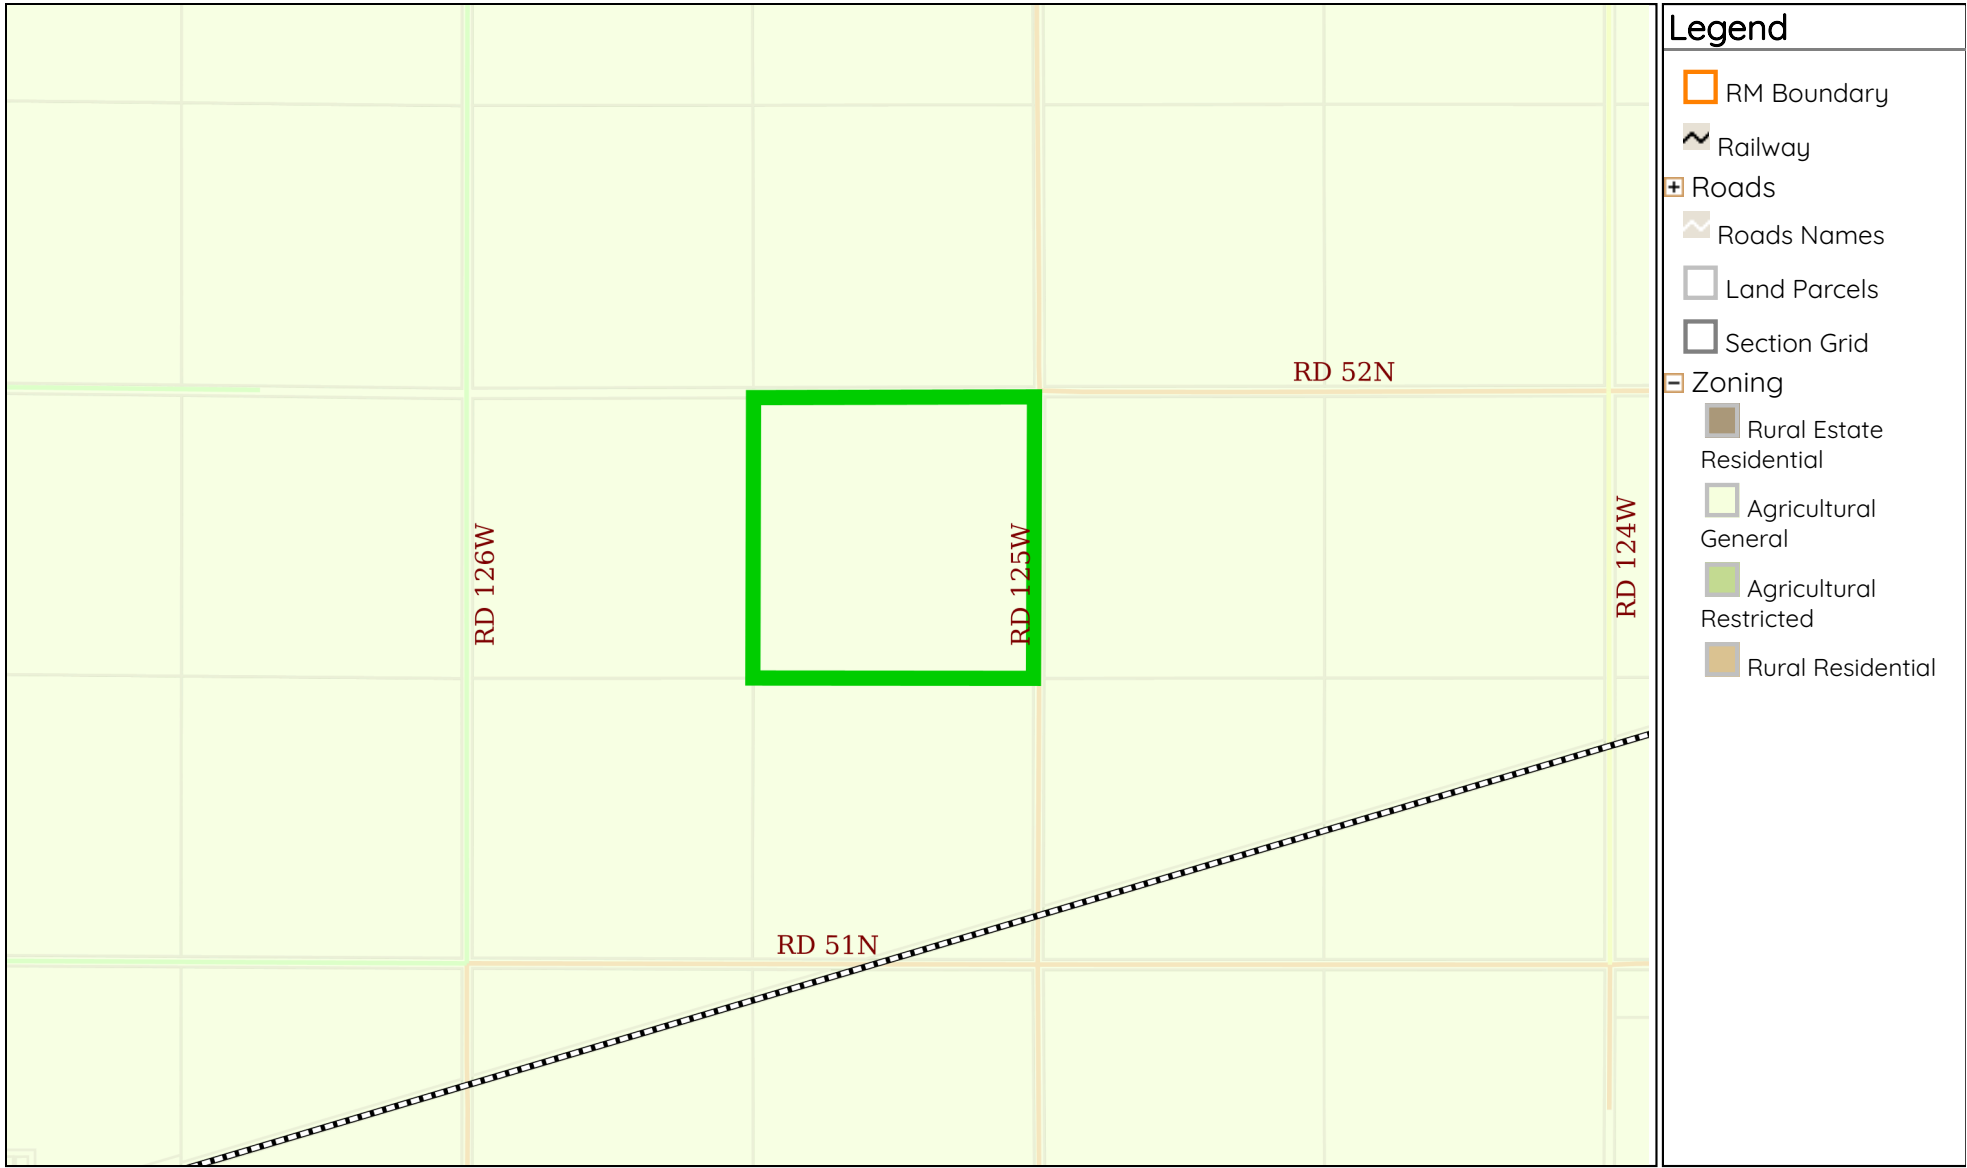 RD 52N
RD 126W
RD 125W
RD 124W
RD 51N
Legend
RM Boundary
Railway
Roads
Roads Names
Land Parcels
Section Grid
Zoning
Rural Estate
Residential
Agricultural
General
Agricultural
Restricted
Rural Residential